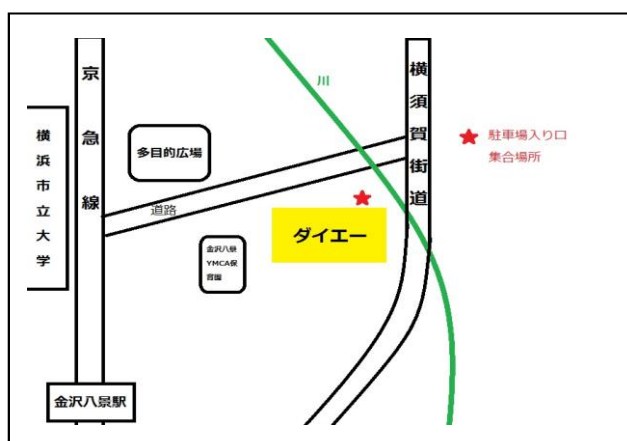 京急線
横浜市立大学
多目的広場
道路
金沢八景
YMCA保
育園
金沢八景駅
川
横須賀街道
ダイエー
★ 駐車場入り口
集合場所